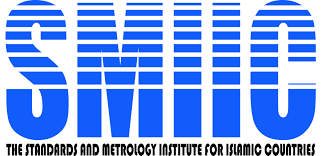 SMIIC
THE STANDARDS AND METROLOGY INSTITUTE FOR ISLAMIC COUNTRIES